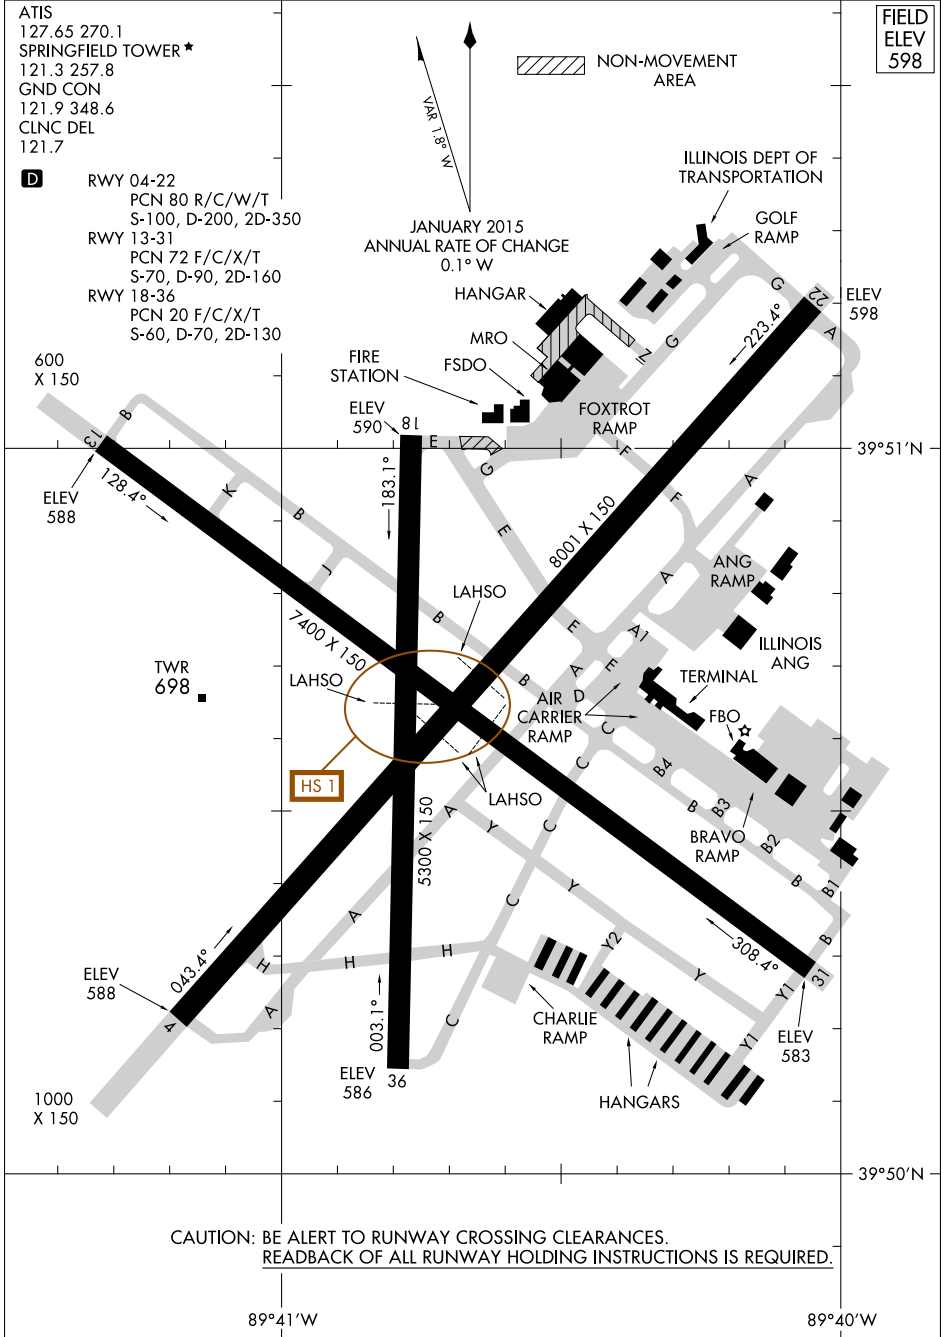 ATIS
127.65 270.1
SPRINGFIELD TOWER ★
121.3 257.8
GND CON
121.9 348.6
CLNC DEL
121.7
D
RWY 04-22
PCN 80 R/C/W/T
S-100, D-200, 2D-350
RWY 13-31
PCN 72 F/C/X/T
S-70, D-90, 2D-160
RWY 18-36
PCN 20 F/C/X/T
S-60, D-70, 2D-130
VAR 1.8° W
JANUARY 2015
ANNUAL RATE OF CHANGE
0.1° W
NON-MOVEMENT
AREA
FIELD
ELEV
598
ILLINOIS DEPT OF
TRANSPORTATION
GOLF
RAMP
G
22
ELEV
598
A
223.4°
HANGAR
MRO
FSDO
FIRE
STATION
Z
G
FOXTROT
RAMP
600
X 150
B
13
ELEV
588
128.4°
ELEV
590
18
E
G
183.1°
39°51'N
K
B
J
E
F
F
A
8001 X 150
ANG
RAMP
A
LAHSO
B
E
A1
E
ILLINOIS
ANG
7400 X 150
TWR
698
LAHSO
B
A
D
C
AIR
CARRIER
RAMP
TERMINAL
FBO
HS 1
LAHSO
C
B4
B
B3
B2
BRAVO
RAMP
B
B1
B
5300 X 150
A
Y
C
Y
C
Y2
Y
308.4°
31
Y1
Y1
ELEV
583
A
H
H
H
A
043.4°
ELEV
588
4
003.1°
C
CHARLIE
RAMP
HANGARS
ELEV
586
36
1000
X 150
39°50'N
CAUTION: BE ALERT TO RUNWAY CROSSING CLEARANCES.
READBACK OF ALL RUNWAY HOLDING INSTRUCTIONS IS REQUIRED.
89°41'W
89°40'W